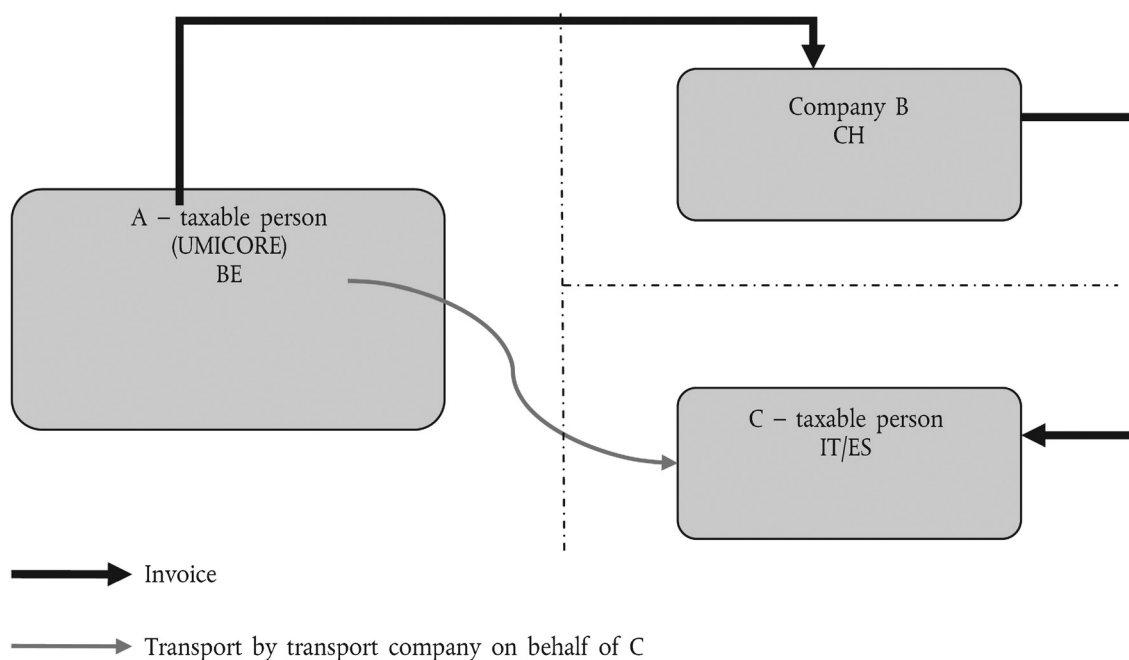 Company B
CH
A – taxable person
(UMICORE)
BE
C – taxable person
IT/ES
Invoice
Transport by transport company on behalf of C